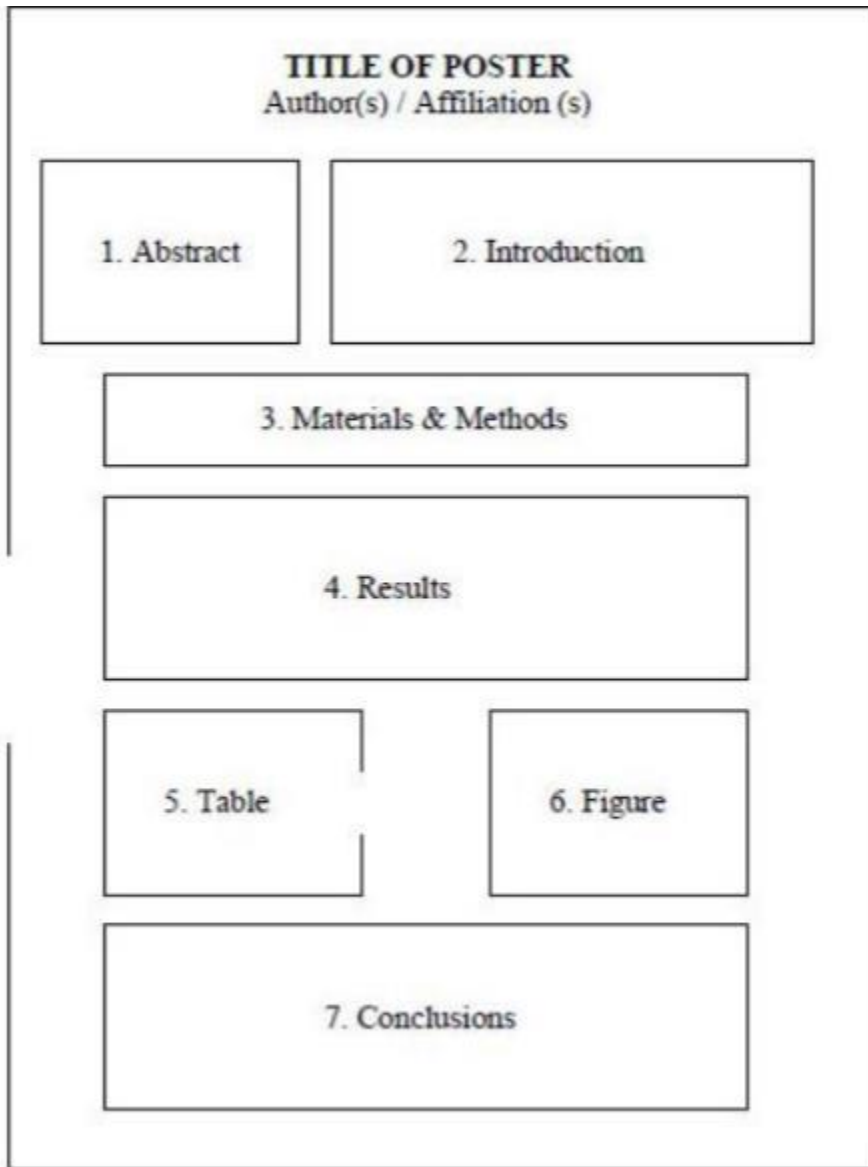 TITLE OF POSTER
Author(s) / Affiliation (s)
1. Abstract
2. Introduction
3. Materials & Methods
4. Results
5. Table
6. Figure
7. Conclusions